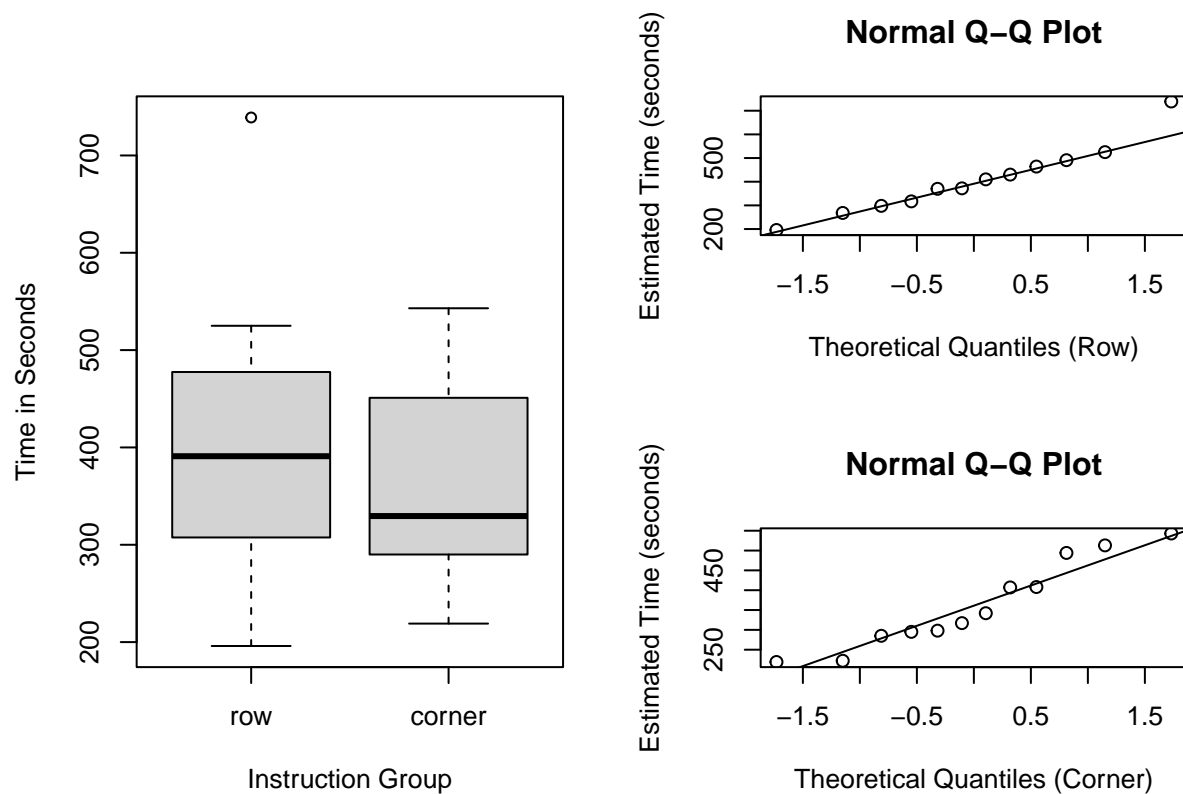 Time in Seconds
700
600
500
400
300
200
row corner
Instruction Group
Normal Q−Q Plot
Estimated Time (seconds)
500
200
−1.5 −0.5 0.5 1.5
Theoretical Quantiles (Row)
Normal Q−Q Plot
Estimated Time (seconds)
450
250
−1.5 −0.5 0.5 1.5
Theoretical Quantiles (Corner)